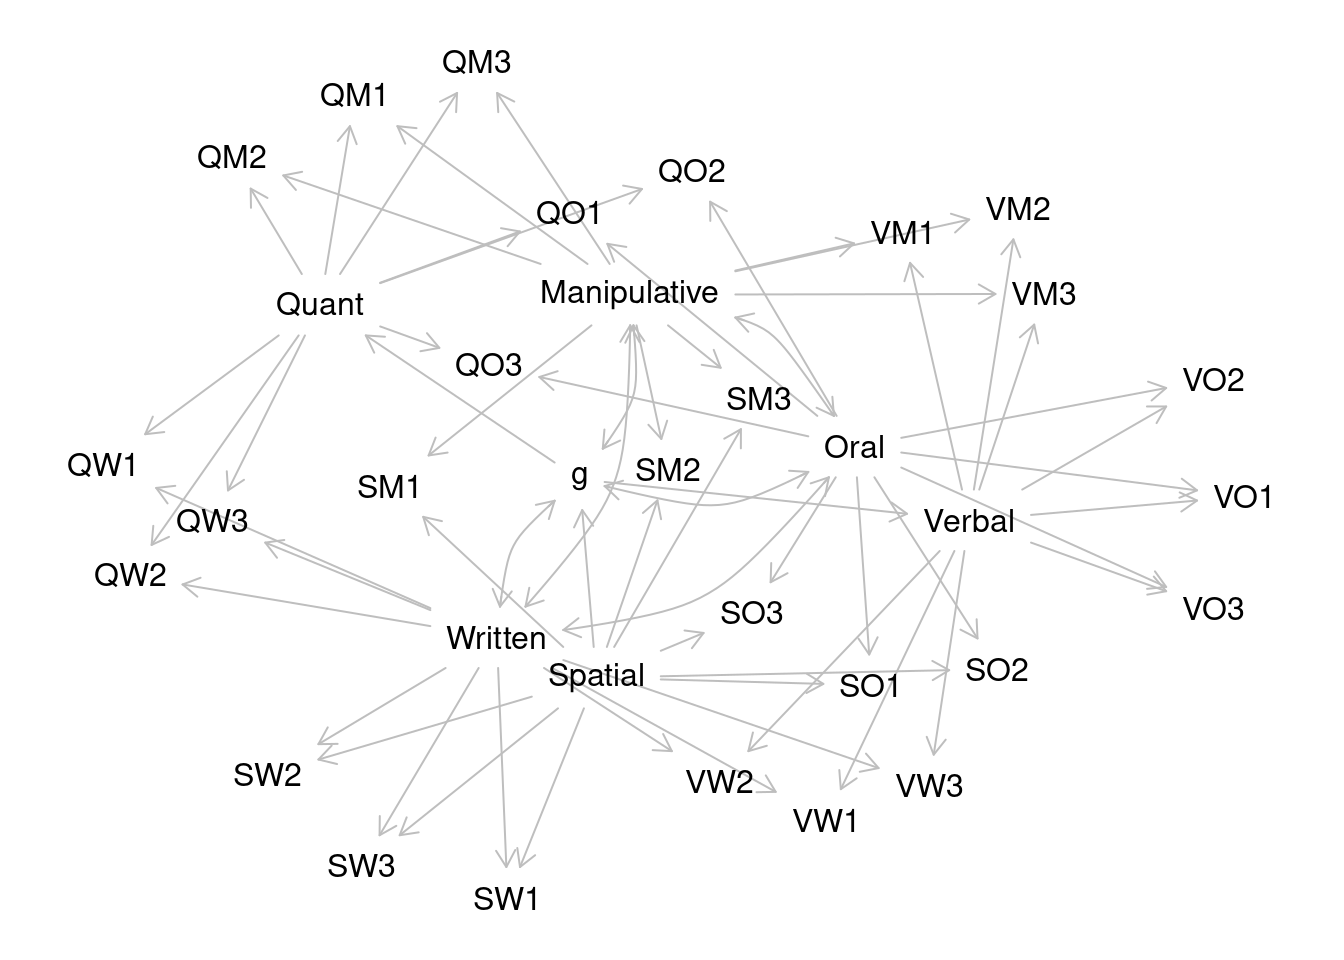 QM3
QM1
QM2
QO2
QO1
VM2
VM1
Manipulative
VM3
Quant
QO3
VO2
SM3
Oral
QW1
g
SM2
SM1
VO1
QW3
Verbal
QW2
VO3
SO3
Written
Spatial
SO2
SO1
SW2
VW2
VW3
VW1
SW3
SW1